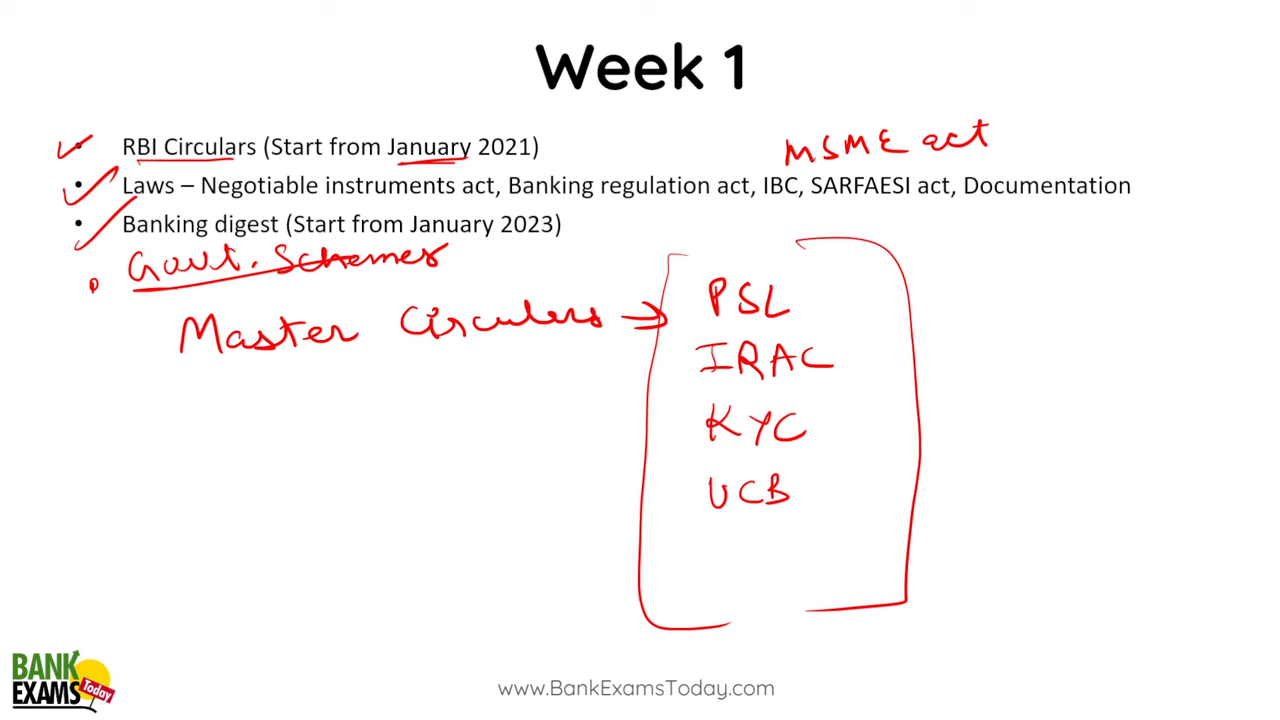 Week 1
• RBI Circulars (Start from January 2021)
MSME act
• Laws – Negotiable instruments act, Banking regulation act, IBC, SARFAESI act, Documentation
• Banking digest (Start from January 2023)
• Govt. Schemes
Master Circulers → PSL
IRAC
KYC
UCB
BANK
EXAMS Today
www.BankExamsToday.com